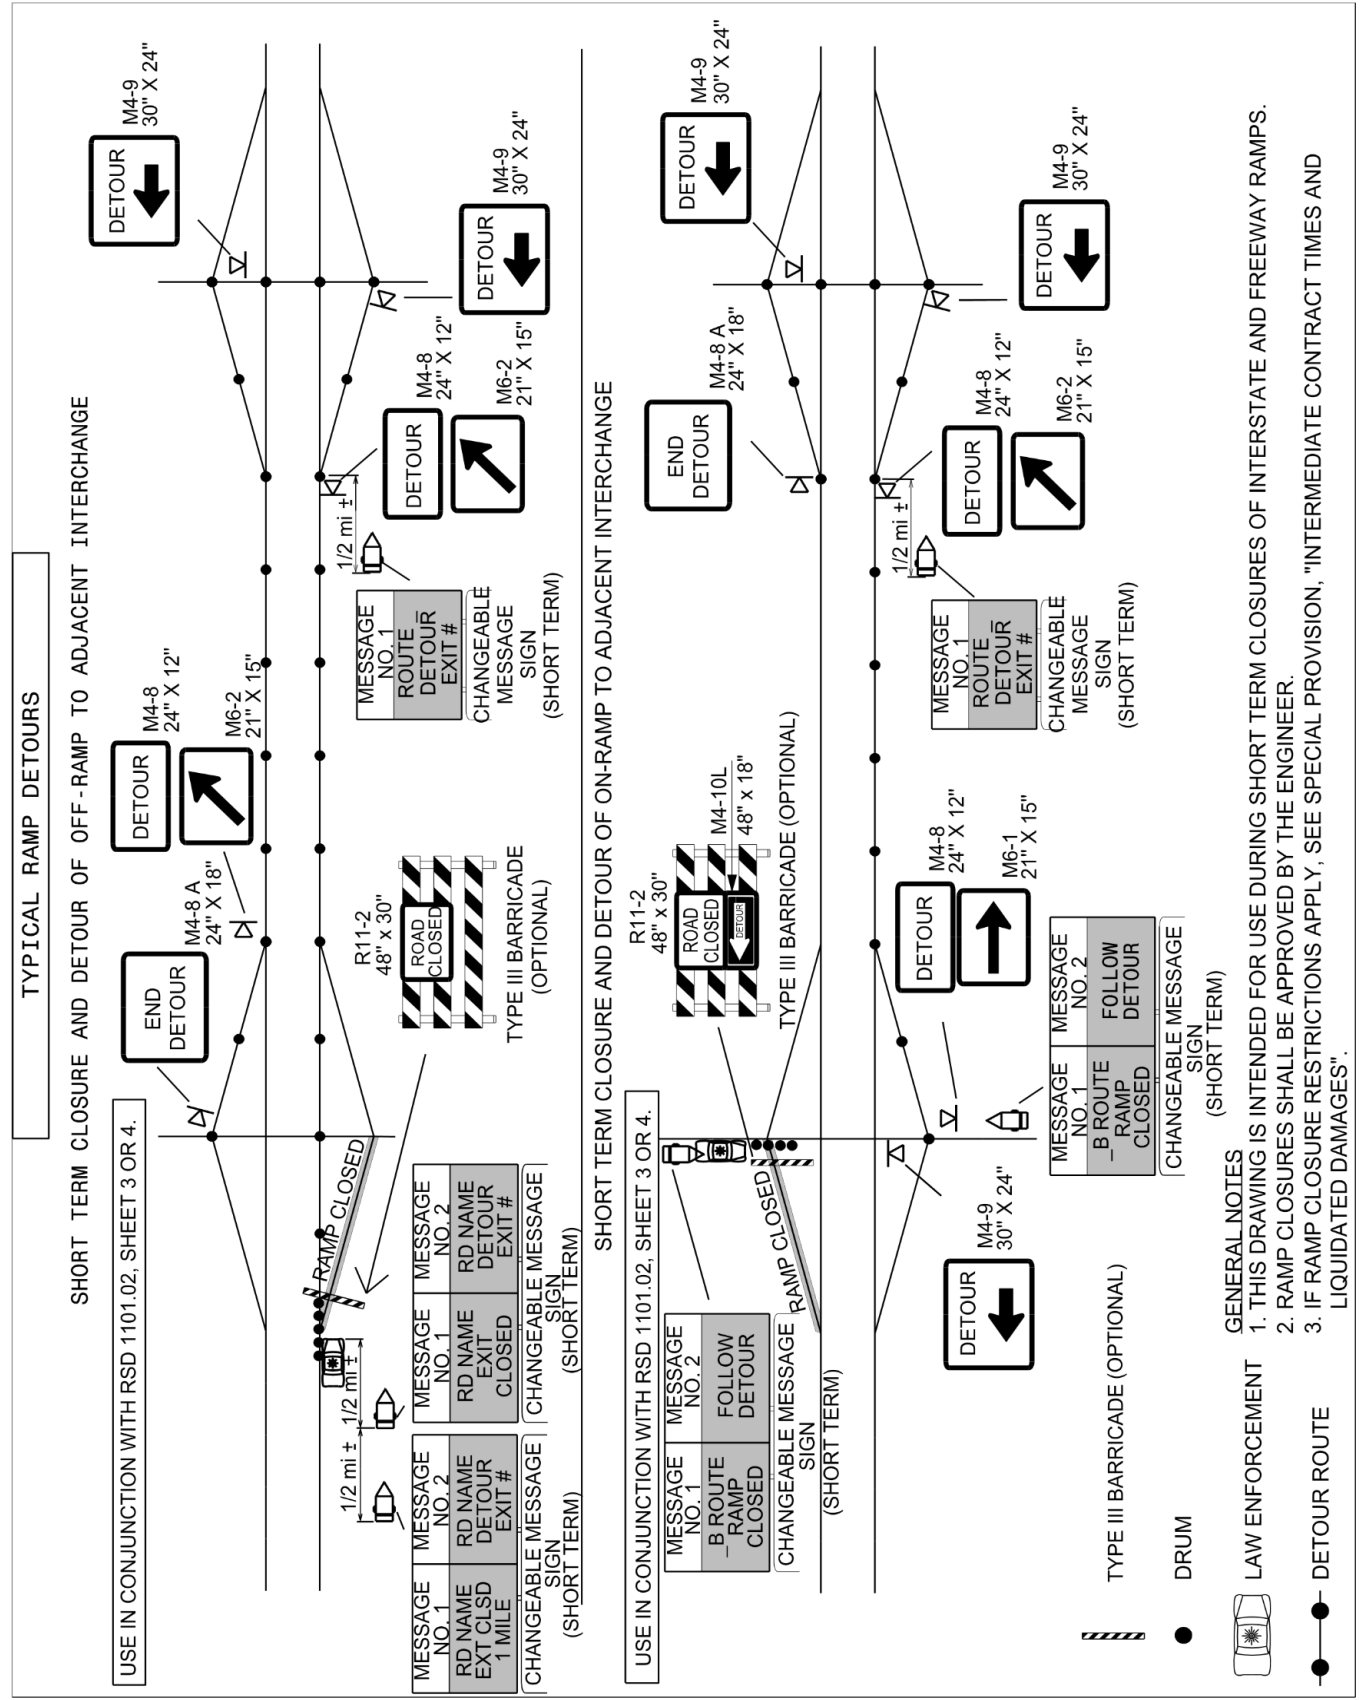 TYPICAL RAMP DETOURS
SHORT TERM CLOSURE AND DETOUR OF OFF-RAMP TO ADJACENT INTERCHANGE
USE IN CONJUNCTION WITH RSD 1101.02, SHEET 3 OR 4.
END
DETOUR
M4-8 A
24" X 18"
DETOUR
M4-8
24" X 12"
M6-2
21" X 15"
DETOUR
M4-9
30" X 24"
RAMP CLOSED
1/2 mi ±
1/2 mi ±
1/2 mi ±
MESSAGE
NO. 1
RD NAME
EXT CLSD
1 MILE
MESSAGE
NO. 2
RD NAME
DETOUR
EXIT #
CHANGEABLE MESSAGE
SIGN
(SHORT TERM)
MESSAGE
NO. 1
RD NAME
EXIT
CLOSED
MESSAGE
NO. 2
RD NAME
DETOUR
EXIT #
CHANGEABLE MESSAGE
SIGN
(SHORT TERM)
R11-2
48" x 30"
ROAD
CLOSED
TYPE III BARRICADE
(OPTIONAL)
MESSAGE
NO. 1
ROUTE _
DETOUR
EXIT #
CHANGEABLE
MESSAGE
SIGN
(SHORT TERM)
DETOUR
M4-8
24" X 12"
M6-2
21" X 15"
DETOUR
M4-9
30" X 24"
SHORT TERM CLOSURE AND DETOUR OF ON-RAMP TO ADJACENT INTERCHANGE
USE IN CONJUNCTION WITH RSD 1101.02, SHEET 3 OR 4.
MESSAGE
NO. 1
_B ROUTE
RAMP
CLOSED
MESSAGE
NO. 2
FOLLOW
DETOUR
CHANGEABLE MESSAGE
SIGN
(SHORT TERM)
RAMP CLOSED
R11-2
48" x 30"
ROAD
CLOSED
DETOUR
M4-10L
48" x 18"
TYPE III BARRICADE (OPTIONAL)
END
DETOUR
M4-8 A
24" X 18"
DETOUR
M4-9
30" X 24"
DETOUR
M4-9
30" X 24"
DETOUR
M4-8
24" X 12"
M6-1
21" X 15"
MESSAGE
NO. 1
_B ROUTE
RAMP
CLOSED
MESSAGE
NO. 2
FOLLOW
DETOUR
CHANGEABLE MESSAGE
SIGN
(SHORT TERM)
1/2 mi ±
MESSAGE
NO. 1
ROUTE _
DETOUR
EXIT #
CHANGEABLE
MESSAGE
SIGN
(SHORT TERM)
DETOUR
M4-8
24" X 12"
M6-2
21" X 15"
DETOUR
M4-9
30" X 24"
TYPE III BARRICADE (OPTIONAL)
DRUM
LAW ENFORCEMENT
DETOUR ROUTE
GENERAL NOTES
1. THIS DRAWING IS INTENDED FOR USE DURING SHORT TERM CLOSURES OF INTERSTATE AND FREEWAY RAMPS.
2. RAMP CLOSURES SHALL BE APPROVED BY THE ENGINEER.
3. IF RAMP CLOSURE RESTRICTIONS APPLY, SEE SPECIAL PROVISION, "INTERMEDIATE CONTRACT TIMES AND
LIQUIDATED DAMAGES".